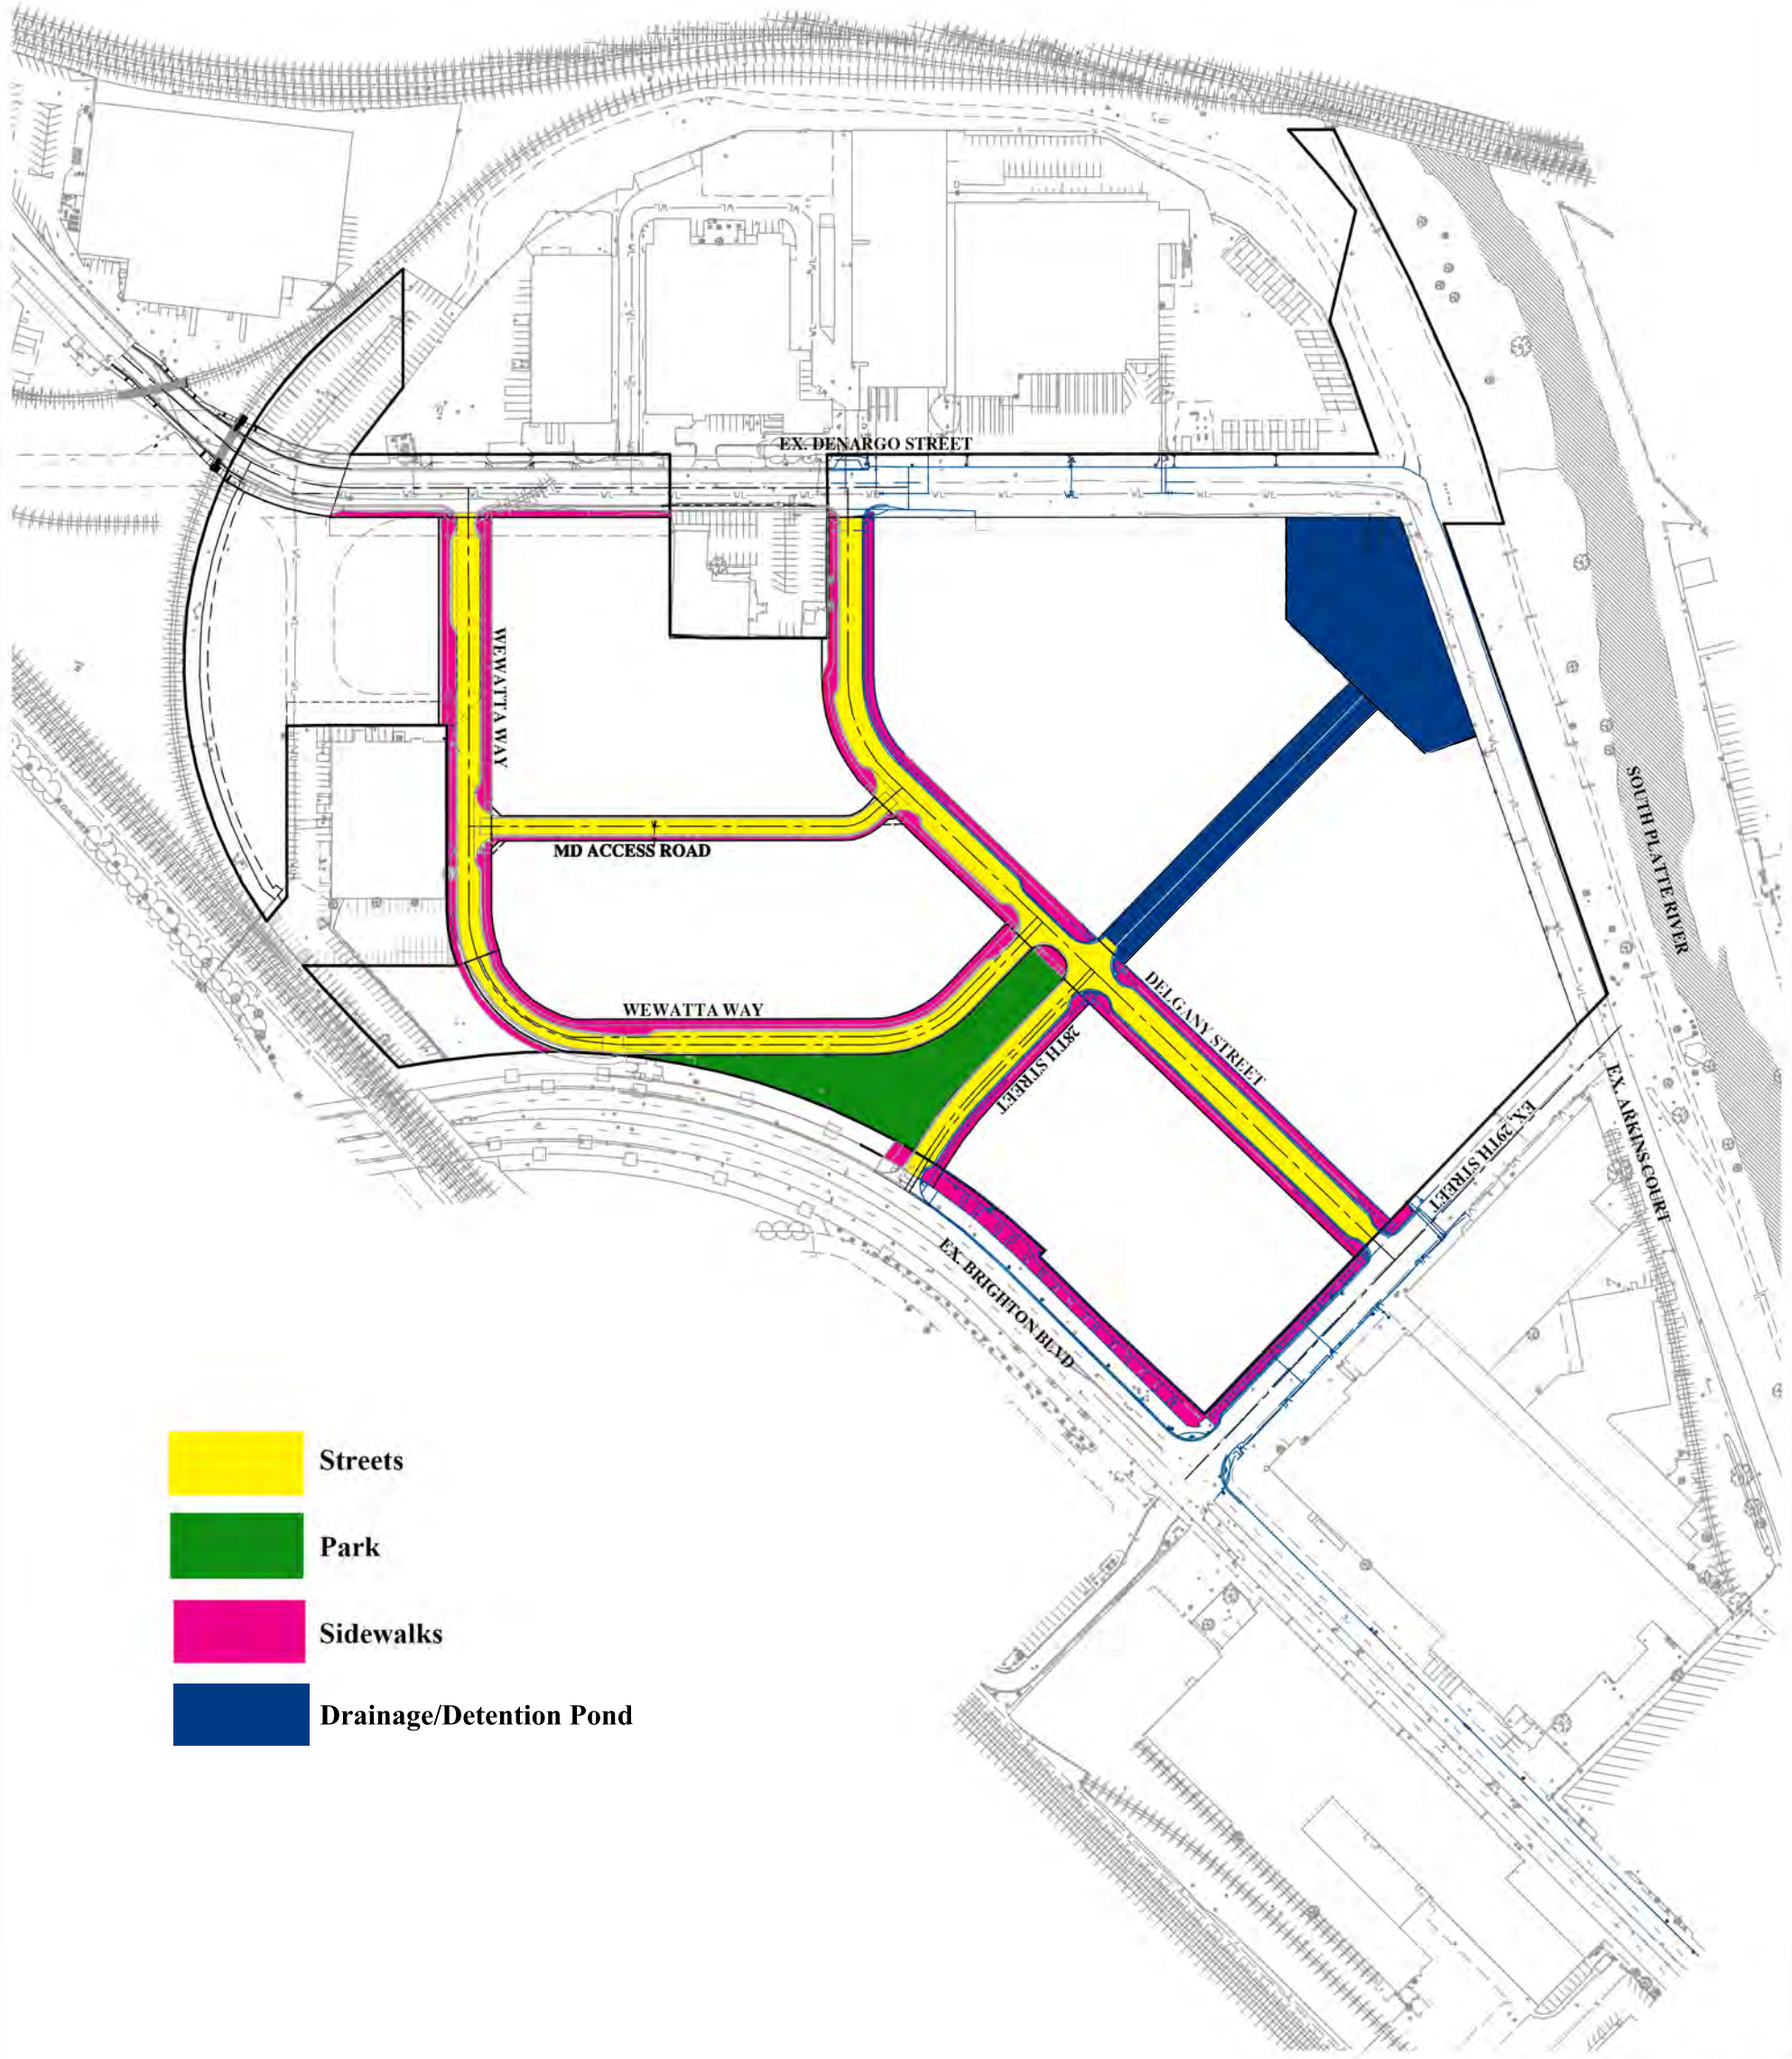 EX. DENARGO STREET
WEWATTA WAY
MD ACCESS ROAD
SOUTH PLATTE RIVER
WEWATTA WAY
DELGANY STREET
28TH STREET
EX. 29TH STREET
EX. ARKINS COURT
EX. BRIGHTON BLVD
Streets
Park
Sidewalks
Drainage/Detention Pond